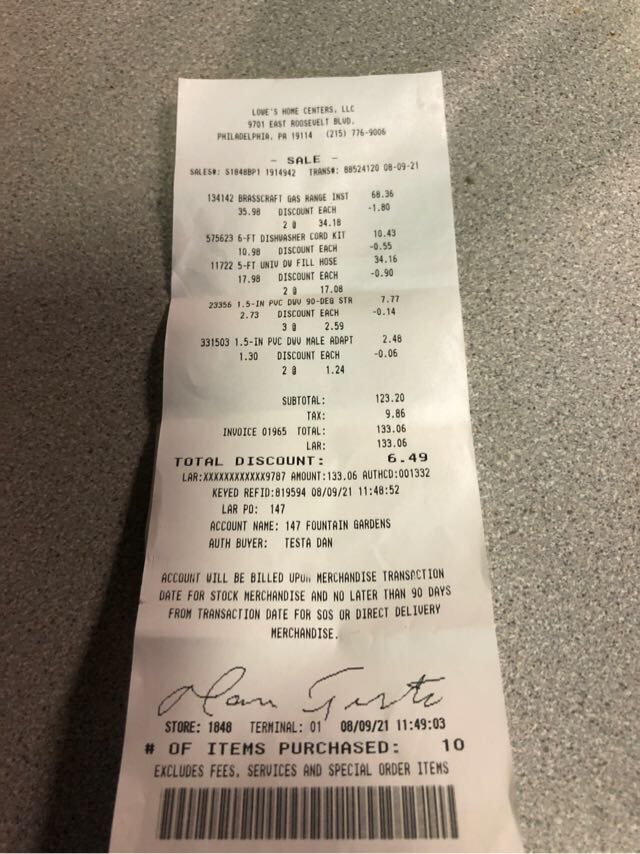 LOWE'S HOME CENTERS, LLC
9701 EAST ROOSEVELT BLVD.
PHILADELPHIA, PA 19114 (215) 776-9006
- SALE -
SALES#: S1848BP1 1914942 TRANS#: 88524120 08-09-21
134142 BRASSCRAFT GAS RANGE INST 68.36
35.98 DISCOUNT EACH -1.80
2 @ 34.18
575623 6-FT DISHWASHER CORD KIT 10.43
10.98 DISCOUNT EACH -0.55
11722 5-FT UNIV DW FILL HOSE 34.16
17.98 DISCOUNT EACH -0.90
2 @ 17.08
23356 1.5-IN PVC DWV 90-DEG STR 7.77
2.73 DISCOUNT EACH -0.14
3 @ 2.59
331503 1.5-IN PVC DWV MALE ADAPT 2.48
1.30 DISCOUNT EACH -0.06
2 @ 1.24
SUBTOTAL: 123.20
TAX: 9.86
INVOICE 01965 TOTAL: 133.06
LAR: 133.06
TOTAL DISCOUNT: 6.49
LAR:XXXXXXXXXXXX9787 AMOUNT:133.06 AUTHCD:001332
KEYED REFID:819594 08/09/21 11:48:52
LAR PO: 147
ACCOUNT NAME: 147 FOUNTAIN GARDENS
AUTH BUYER: TESTA DAN
ACCOUNT WILL BE BILLED UPON MERCHANDISE TRANSACTION
DATE FOR STOCK MERCHANDISE AND NO LATER THAN 90 DAYS
FROM TRANSACTION DATE FOR SOS OR DIRECT DELIVERY
MERCHANDISE.
Dan Testa
STORE: 1848 TERMINAL: 01 08/09/21 11:49:03
# OF ITEMS PURCHASED: 10
EXCLUDES FEES, SERVICES AND SPECIAL ORDER ITEMS